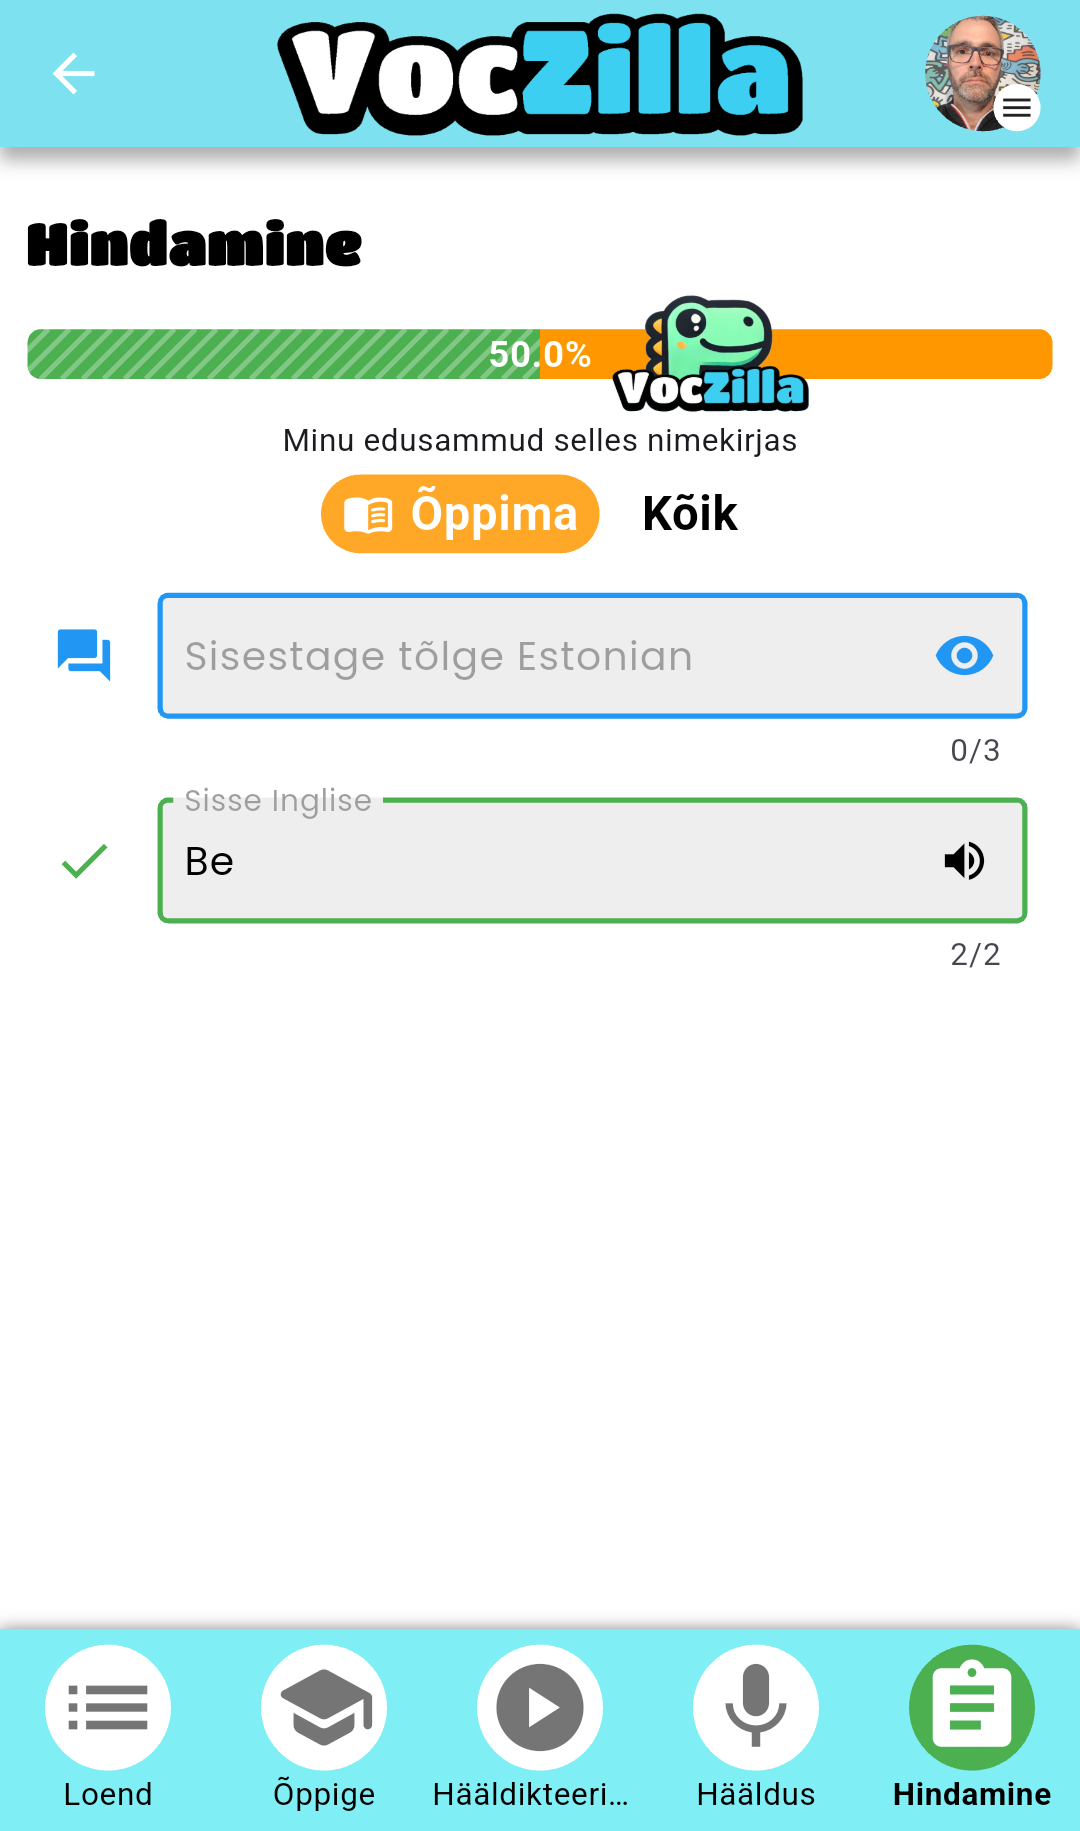 VocZilla
Hindamine
50.0%
VocZilla
Minu edusammud selles nimekirjas
Õppima Kõik
Sisestage tõlge Estonian
0/3
Sisse Inglise
Be
2/2
Loend Õppige Hääldikteeri... Hääldus Hindamine